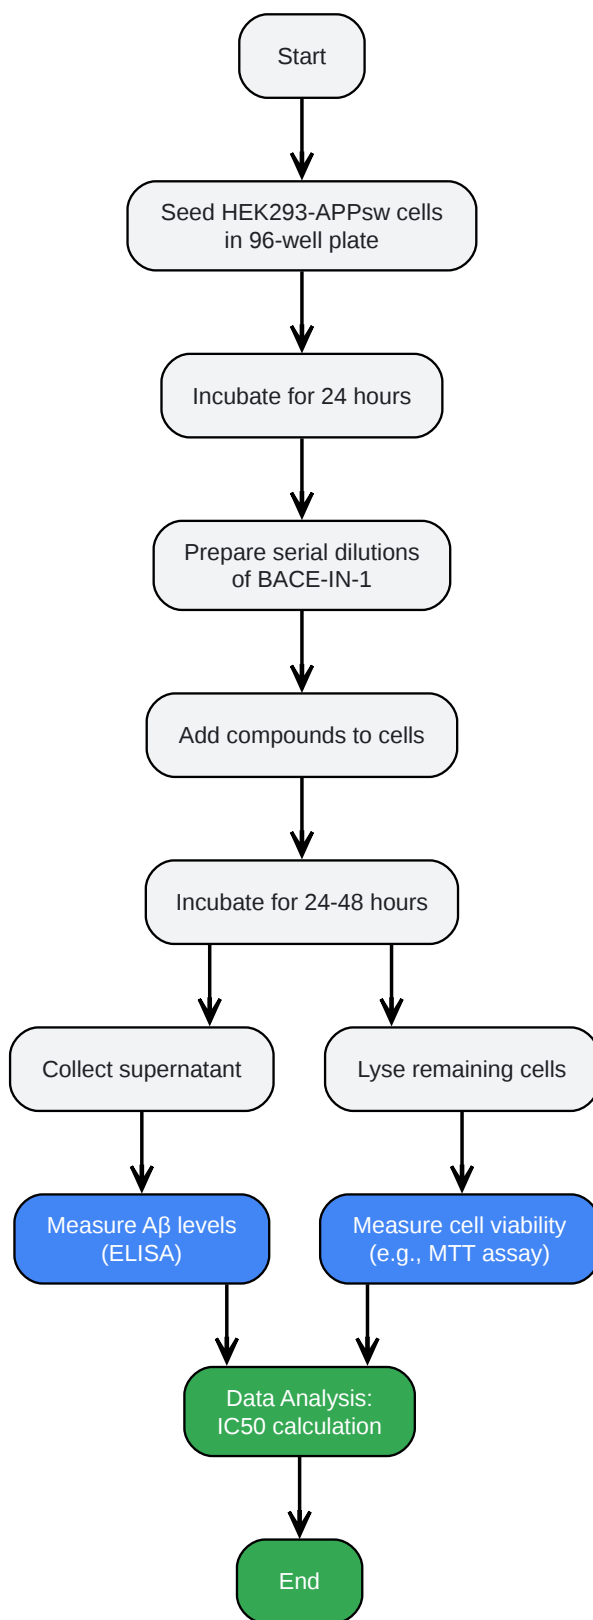 Start
Seed HEK293-APPsw cells
in 96-well plate
Incubate for 24 hours
Prepare serial dilutions
of BACE-IN-1
Add compounds to cells
Incubate for 24-48 hours
Collect supernatant
Lyse remaining cells
Measure Aβ levels
(ELISA)
Measure cell viability
(e.g., MTT assay)
Data Analysis:
IC50 calculation
End